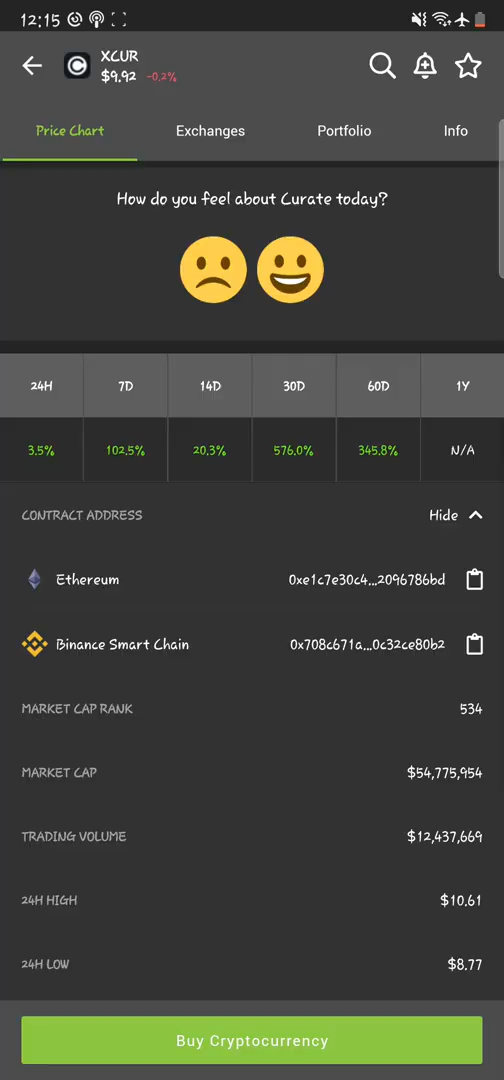 12:15
XCUR
$9.92 -0.2%
Price Chart Exchanges Portfolio Info
How do you feel about Curate today?
24H 7D 14D 30D 60D 1Y
3.5% 102.5% 20.3% 576.0% 345.8% N/A
CONTRACT ADDRESS Hide
Ethereum 0xe1c7e30c4...2096786bd
Binance Smart Chain 0x708c671a...0c32ce80b2
MARKET CAP RANK 534
MARKET CAP $54,775,954
TRADING VOLUME $12,437,669
24H HIGH $10.61
24H LOW $8.77
Buy Cryptocurrency